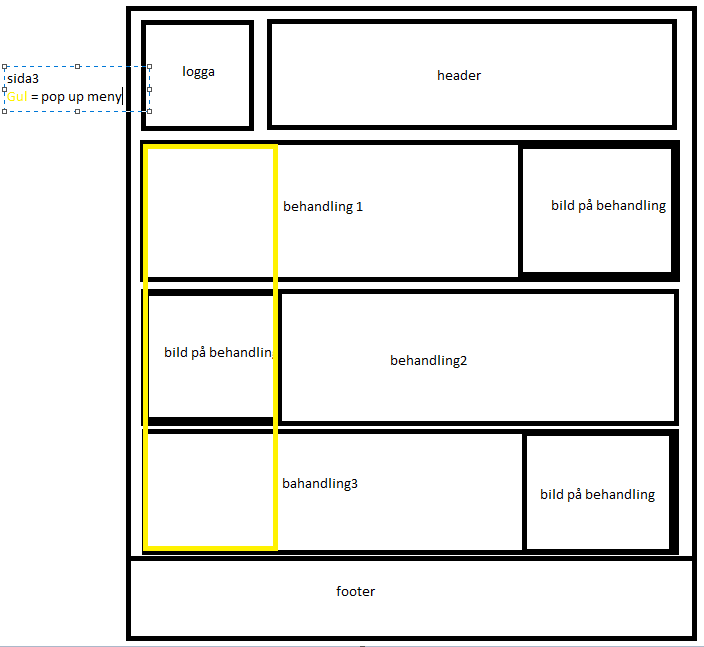 logga
header
sida3
Gul = pop up meny
behandling 1
bild på behandling
bild på behandlin
behandling2
bahandling3
bild på behandling
footer